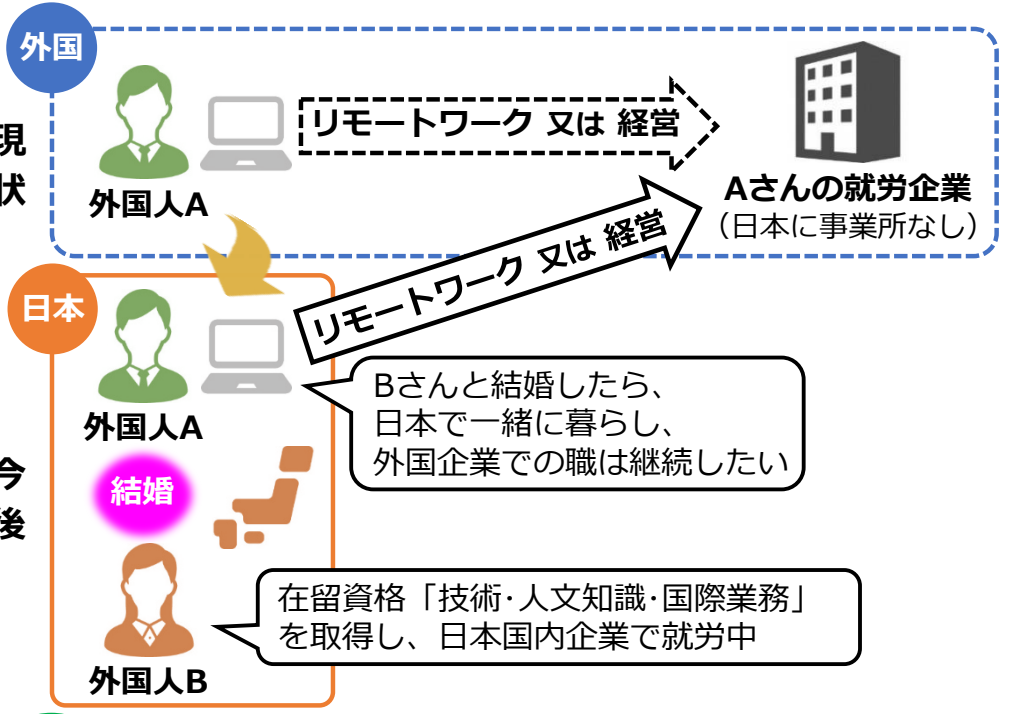 外国
現
状
外国人A
リモートワーク 又は 経営
Aさんの就労企業
（日本に事業所なし）
リモートワーク 又は 経営
日本
外国人A
Bさんと結婚したら、
日本で一緒に暮らし、
外国企業での職は継続したい
今
後
結婚
在留資格「技術･人文知識･国際業務」
を取得し、日本国内企業で就労中
外国人B